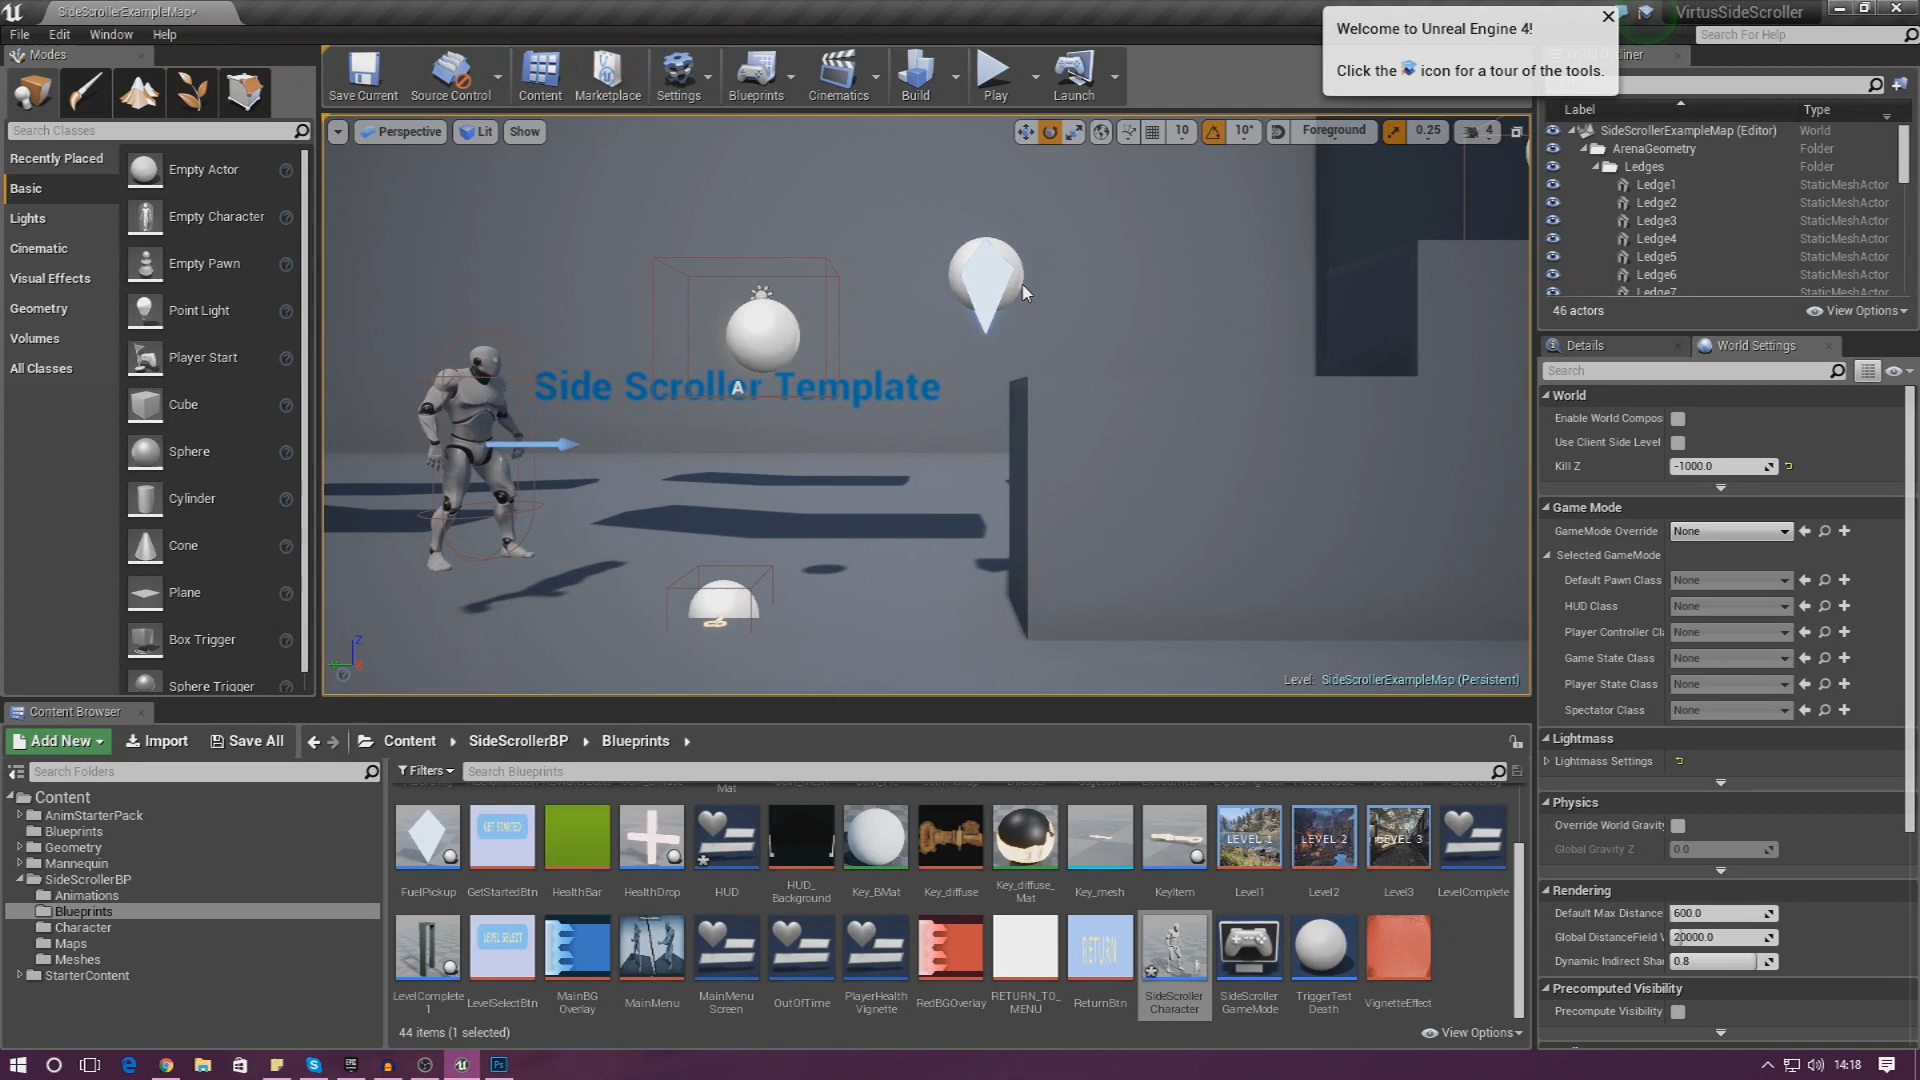 SideScrollerExampleMap*
VirtusSideScroller
File Edit Window Help
Search For Help
Welcome to Unreal Engine 4!
Click the icon for a tour of the tools.
Modes
Save Current
Source Control
Content
Marketplace
Settings
Blueprints
Cinematics
Build
Play
Launch
World Outliner
Search Classes
Perspective
Lit
Show
10
10°
Foreground
0.25
4
Label
Type
SideScrollerExampleMap (Editor) World
ArenaGeometry Folder
Ledges Folder
Ledge1 StaticMeshActor
Ledge2 StaticMeshActor
Ledge3 StaticMeshActor
Ledge4 StaticMeshActor
Ledge5 StaticMeshActor
Ledge6 StaticMeshActor
Ledge7 StaticMeshActor
46 actors
View Options
Recently Placed
Basic
Lights
Cinematic
Visual Effects
Geometry
Volumes
All Classes
Empty Actor
Empty Character
Empty Pawn
Point Light
Player Start
Cube
Sphere
Cylinder
Cone
Plane
Box Trigger
Sphere Trigger
Side Scroller Template
A
Z
Level: SideScrollerExampleMap (Persistent)
Details
World Settings
Search
World
Enable World Compos
Use Client Side Level
Kill Z -1000.0
Game Mode
GameMode Override None
Selected GameMode
Default Pawn Class None
HUD Class None
Player Controller Cl None
Game State Class None
Player State Class None
Spectator Class None
Lightmass
Lightmass Settings
Physics
Override World Gravity
Global Gravity Z 0.0
Rendering
Default Max Distance 600.0
Global DistanceField V 20000.0
Dynamic Indirect Sha 0.8
Precomputed Visibility
Precompute Visibility
Content Browser
Add New
Import
Save All
Content
SideScrollerBP
Blueprints
Search Folders
Filters
Search Blueprints
Content
AnimStarterPack
Blueprints
Geometry
Mannequin
SideScrollerBP
Animations
Blueprints
Character
Maps
Meshes
StarterContent
Mat
GET STARTED
LEVEL 1
LEVEL 2
LEVEL 3
FuelPickup
GetStartedBtn
HealthBar
HealthDrop
HUD
HUD_
Background
Key_BMat
Key_diffuse
Key_diffuse_
Mat
Key_mesh
KeyItem
Level1
Level2
Level3
LevelComplete
LEVEL SELECT
RETURN
LevelComplete
1
LevelSelectBtn
MainBG
Overlay
MainMenu
MainMenu
Screen
OutOfTime
PlayerHealth
Vignette
RedBGOverlay
RETURN_TO_
MENU
ReturnBtn
SideScroller
Character
SideScroller
GameMode
TriggerTest
Death
VignetteEffect
44 items (1 selected)
View Options
14:18